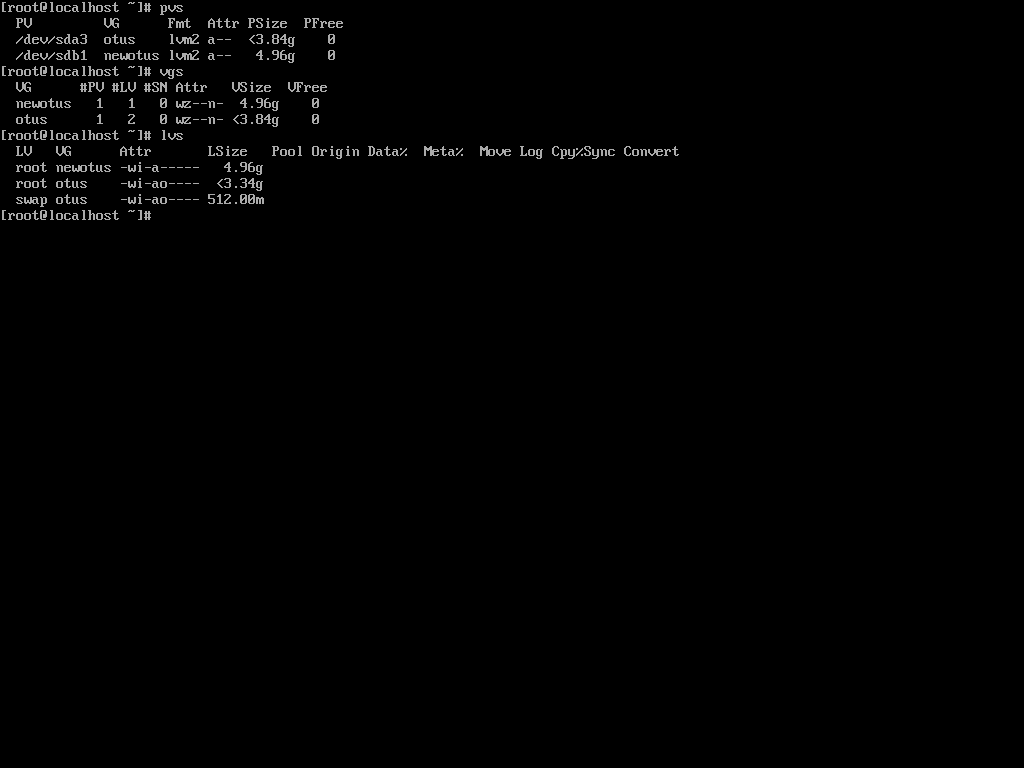 [root@localhost ~]# pvs
  PV         VG      Fmt  Attr PSize  PFree
  /dev/sda3  otus    lvm2 a--  <3.84g    0
  /dev/sdb1  newotus lvm2 a--   4.96g    0
[root@localhost ~]# vgs
  VG      #PV #LV #SN Attr   VSize  VFree
  newotus   1   1   0 wz--n-  4.96g    0
  otus      1   2   0 wz--n- <3.84g    0
[root@localhost ~]# lvs
  LV   VG      Attr       LSize   Pool Origin Data%  Meta%  Move Log Cpy%Sync Convert
  root newotus -wi-a-----   4.96g
  root otus    -wi-ao----  <3.34g
  swap otus    -wi-ao---- 512.00m
[root@localhost ~]#